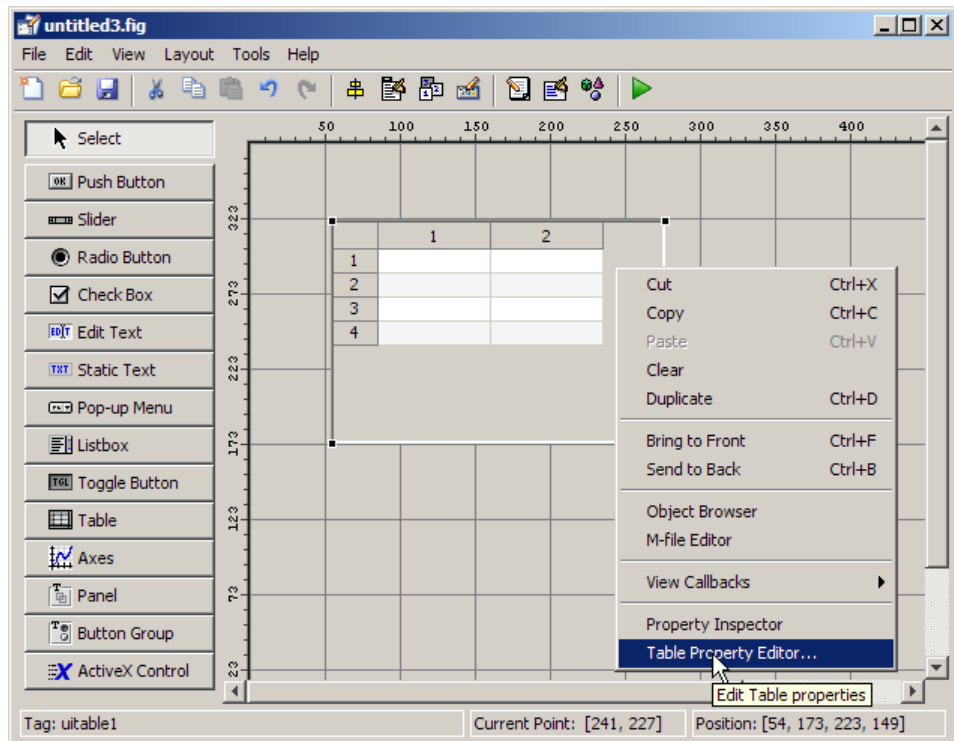 untitled3.fig
File Edit View Layout Tools Help
Select
Push Button
Slider
Radio Button
Check Box
Edit Text
Static Text
Pop-up Menu
Listbox
Toggle Button
Table
Axes
Panel
Button Group
ActiveX Control
50 100 150 200 250 300 350 400
323
273
223
173
123
73
23
1 2
1
2
3
4
Cut Ctrl+X
Copy Ctrl+C
Paste Ctrl+V
Clear
Duplicate Ctrl+D
Bring to Front Ctrl+F
Send to Back Ctrl+B
Object Browser
M-file Editor
View Callbacks
Property Inspector
Table Property Editor...
Edit Table properties
Tag: uitable1
Current Point: [241, 227]
Position: [54, 173, 223, 149]